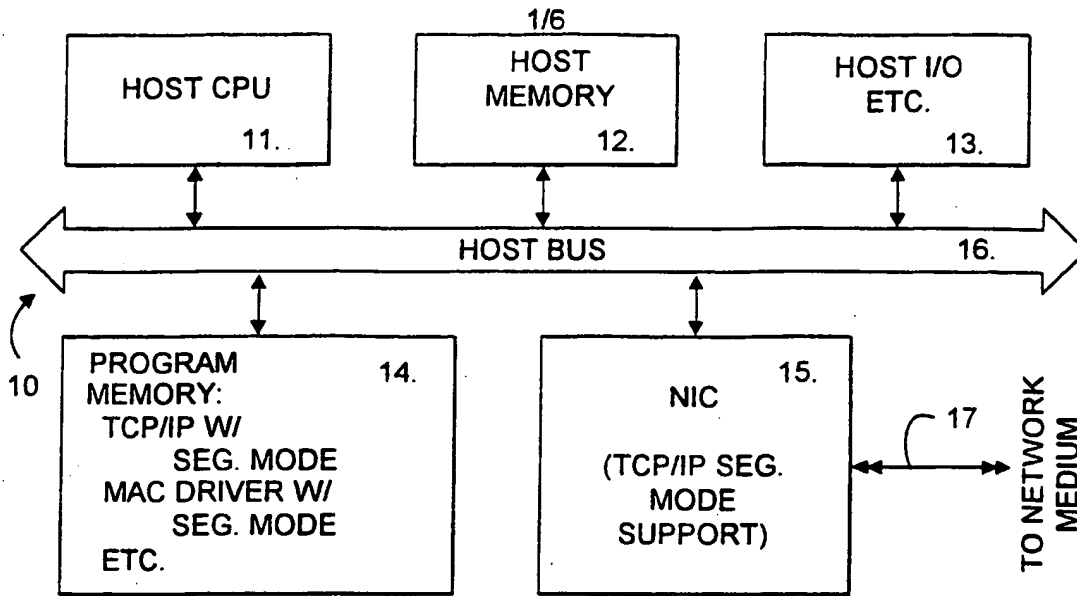 1/6
HOST CPU
11.
HOST
MEMORY
12.
HOST I/O
ETC.
13.
HOST BUS
16.
10
PROGRAM
MEMORY:
TCP/IP W/
SEG. MODE
MAC DRIVER W/
SEG. MODE
ETC.
14.
15.
NIC
(TCP/IP SEG.
MODE
SUPPORT)
17
TO NETWORK
MEDIUM